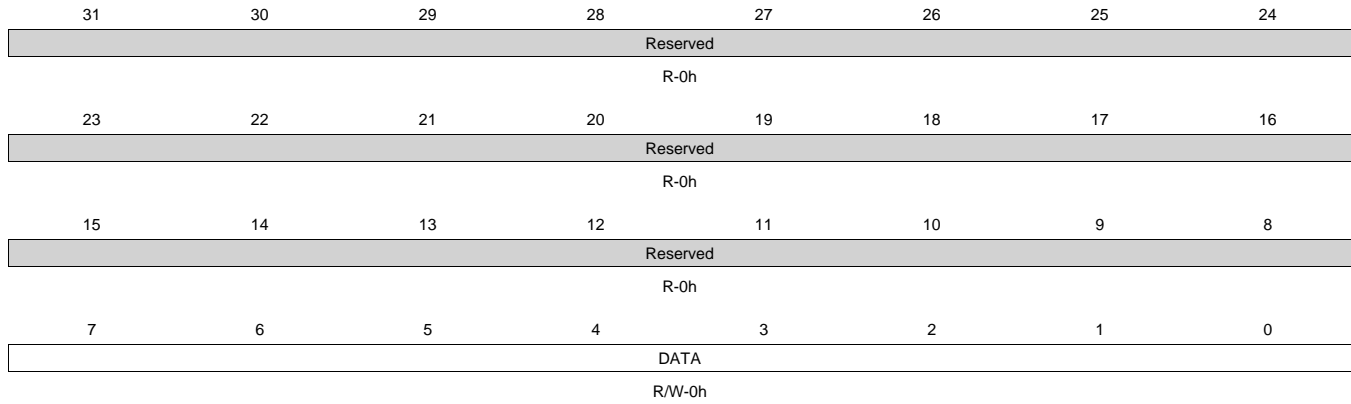 31 30 29 28 27 26 25 24
Reserved
R-0h
23 22 21 20 19 18 17 16
Reserved
R-0h
15 14 13 12 11 10 9 8
Reserved
R-0h
7 6 5 4 3 2 1 0
DATA
R/W-0h